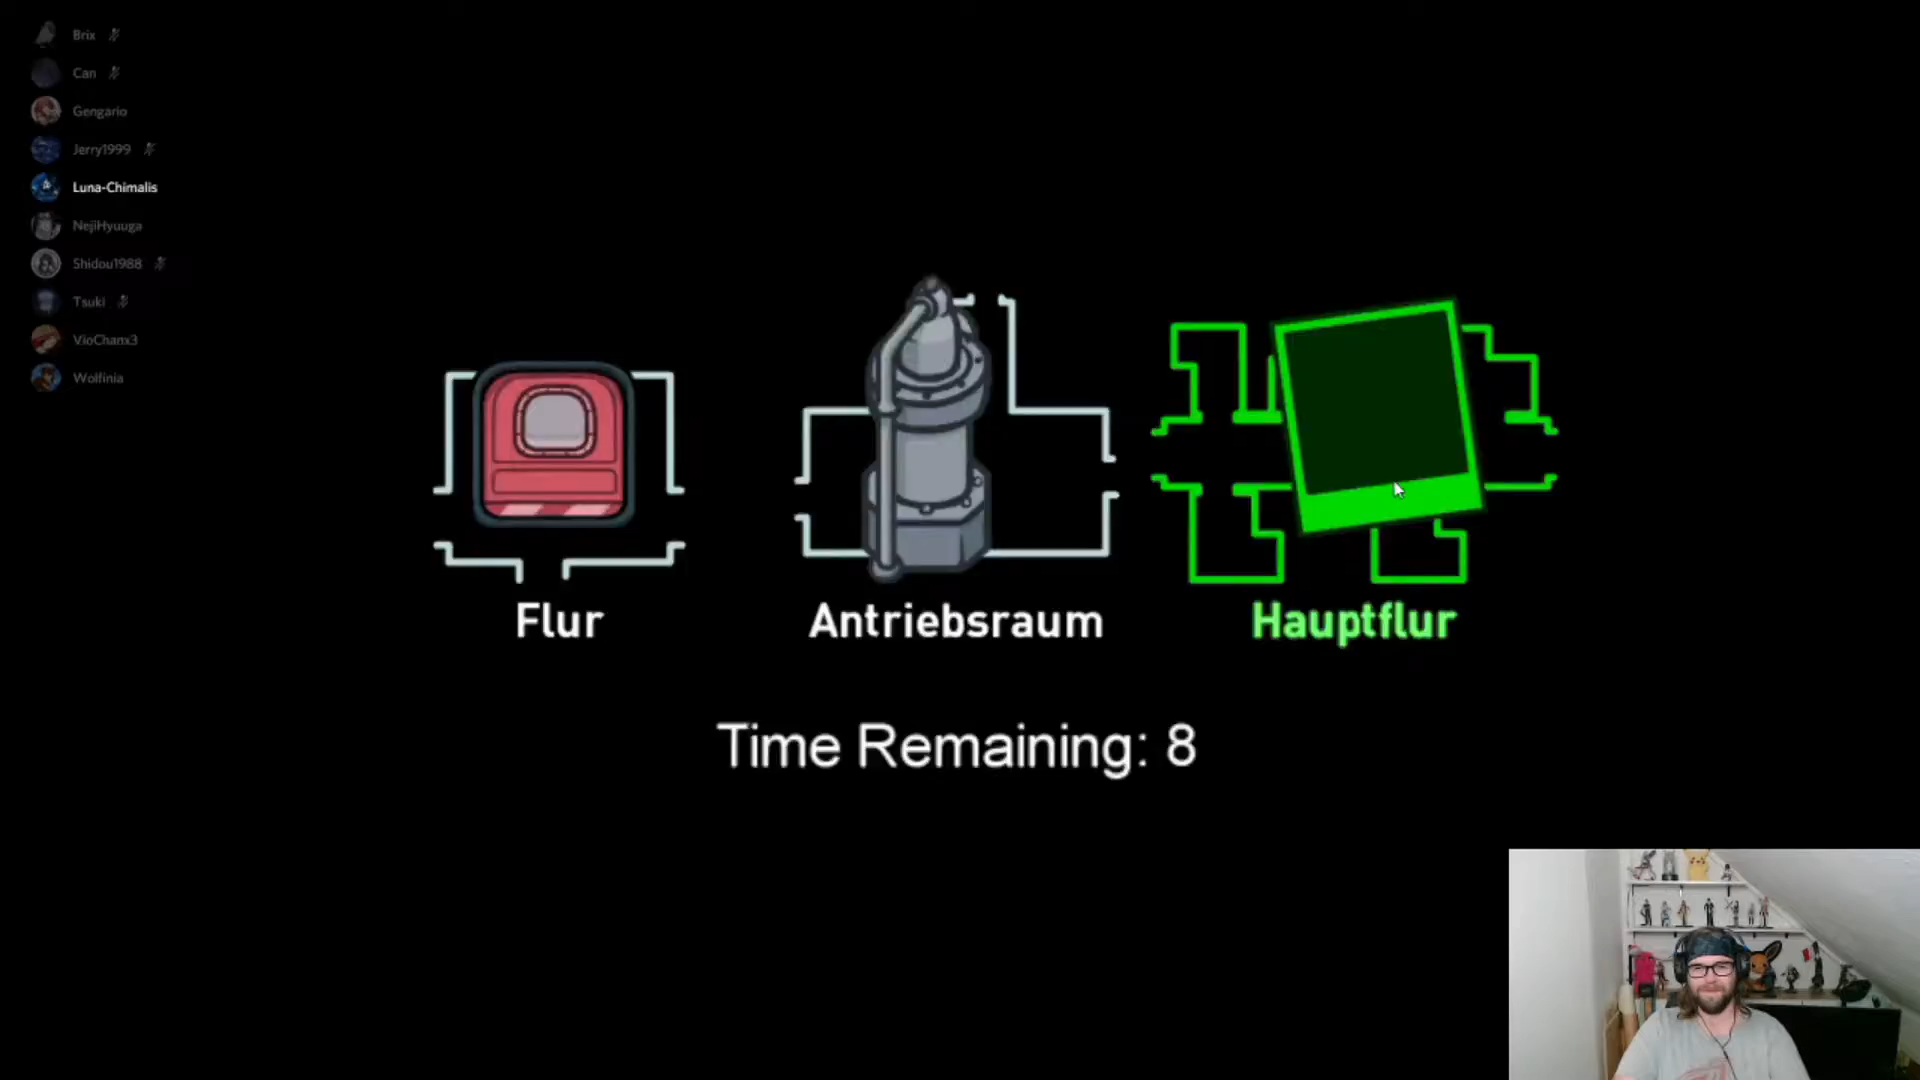 Brix
Can
Gengario
Jerry1999
Luna-Chimalis
NejiHyuuga
Shidou1988
Tsuki
VioChanx3
Wolfinia
Flur
Antriebsraum
Hauptflur
Time Remaining: 8